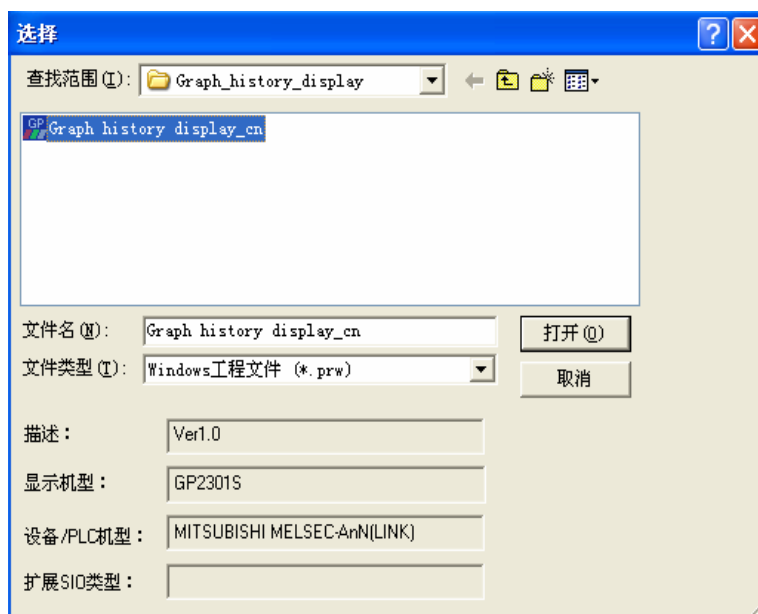 选择
查找范围(I): Graph_history_display
GP Graph history display_cn
文件名(N): Graph history display_cn 打开(O)
文件类型(T): Windows工程文件 (*.prw) 取消
描述： Ver1.0
显示机型： GP2301S
设备/PLC机型： MITSUBISHI MELSEC-AnN(LINK)
扩展SIO类型：